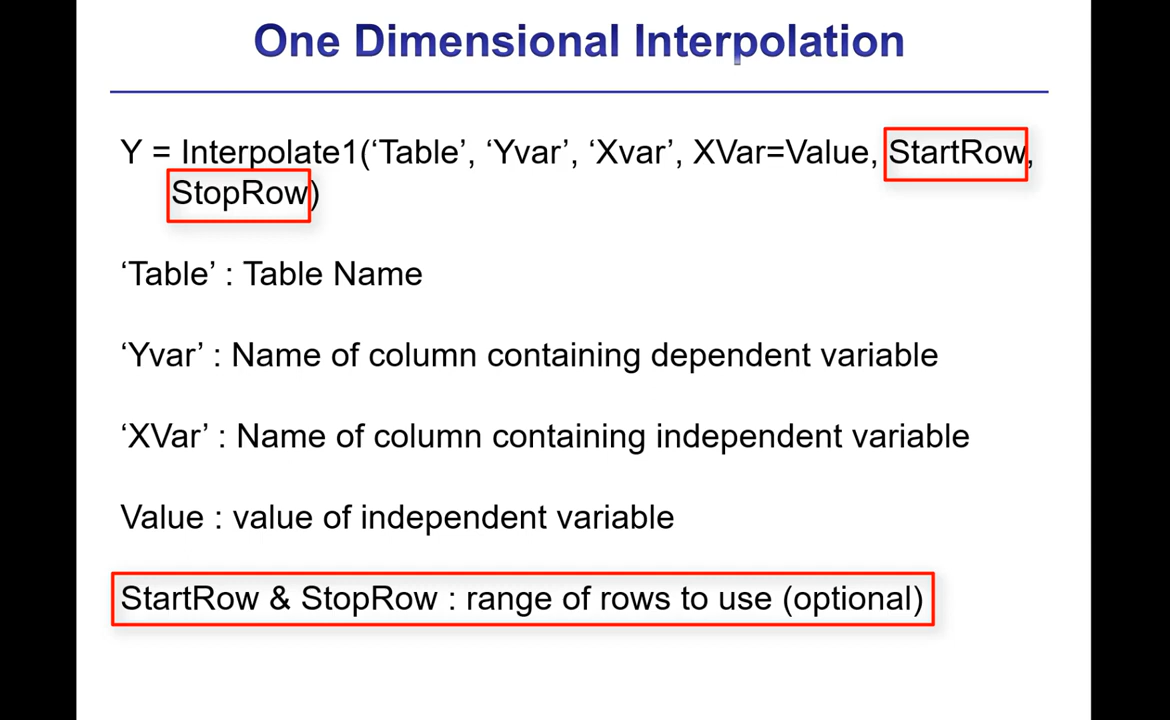 One Dimensional Interpolation
Y = Interpolate1(‘Table’, ‘Yvar’, ‘Xvar’, XVar=Value, StartRow,
StopRow)
‘Table’ : Table Name
‘Yvar’ : Name of column containing dependent variable
‘XVar’ : Name of column containing independent variable
Value : value of independent variable
StartRow & StopRow : range of rows to use (optional)